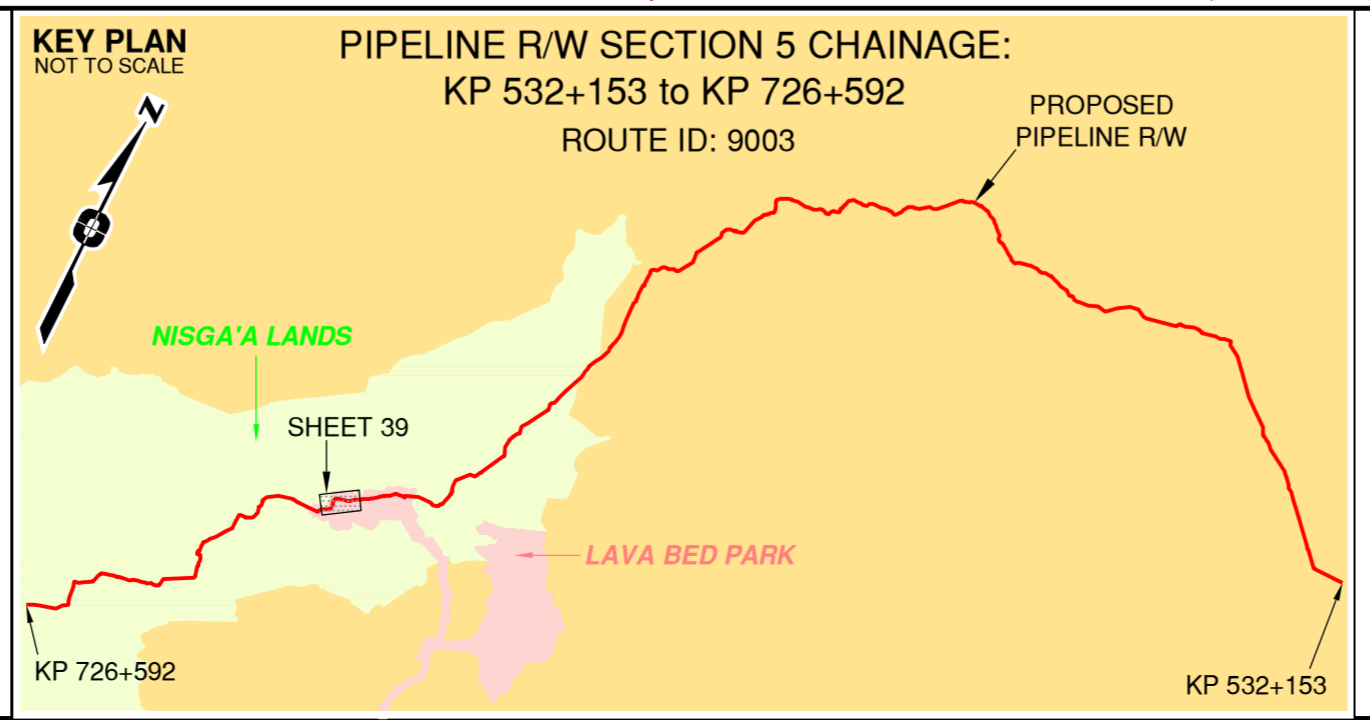 KEY PLAN
NOT TO SCALE
N
PIPELINE R/W SECTION 5 CHAINAGE:
KP 532+153 to KP 726+592
ROUTE ID: 9003
PROPOSED
PIPELINE R/W
NISGA'A LANDS
SHEET 39
LAVA BED PARK
KP 726+592
KP 532+153